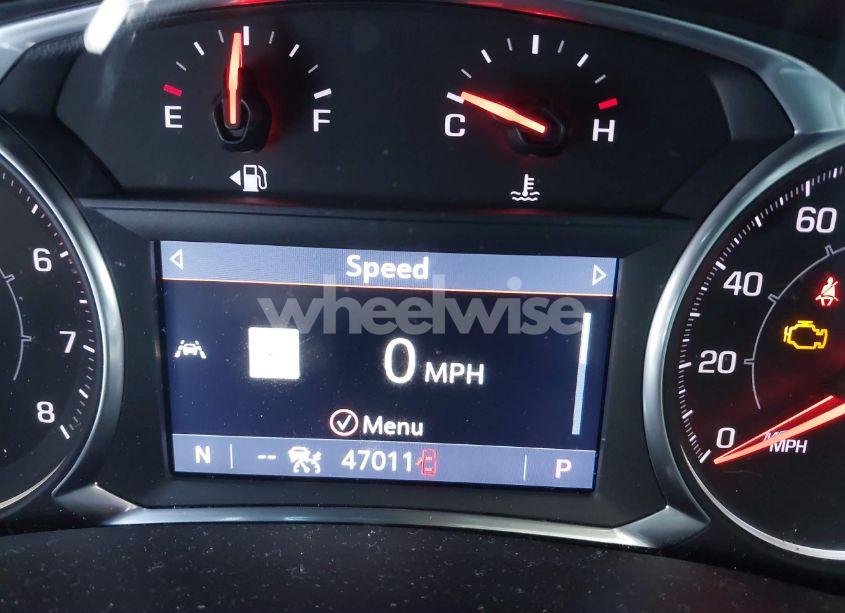 E F
C H
60
6
40
Speed
wheelwise
7
20
0 MPH
8
Menu
0 MPH
N -- 47011 P